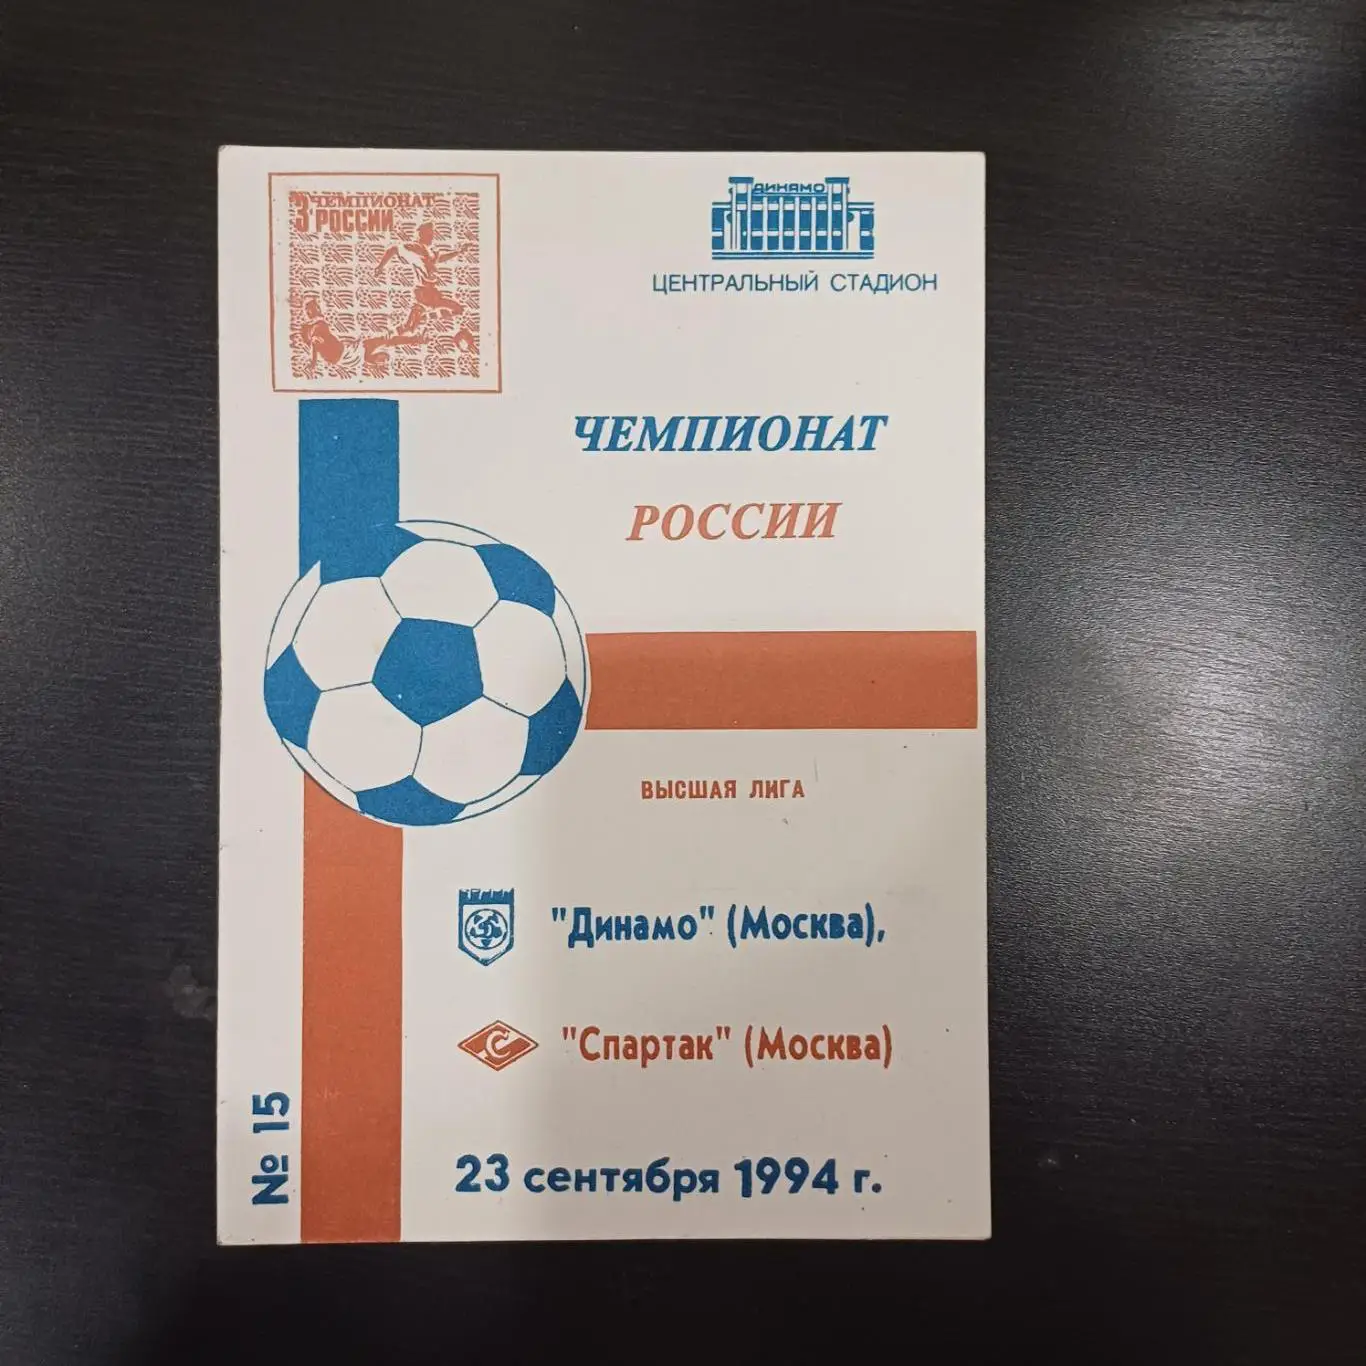 3 ЧЕМПИОНАТ
РОССИИ
ДИНАМО
ЦЕНТРАЛЬНЫЙ СТАДИОН
ЧЕМПИОНАТ
РОССИИ
ВЫСШАЯ ЛИГА
"Динамо" (Москва),
"Спартак" (Москва)
№ 15
23 сентября 1994 г.